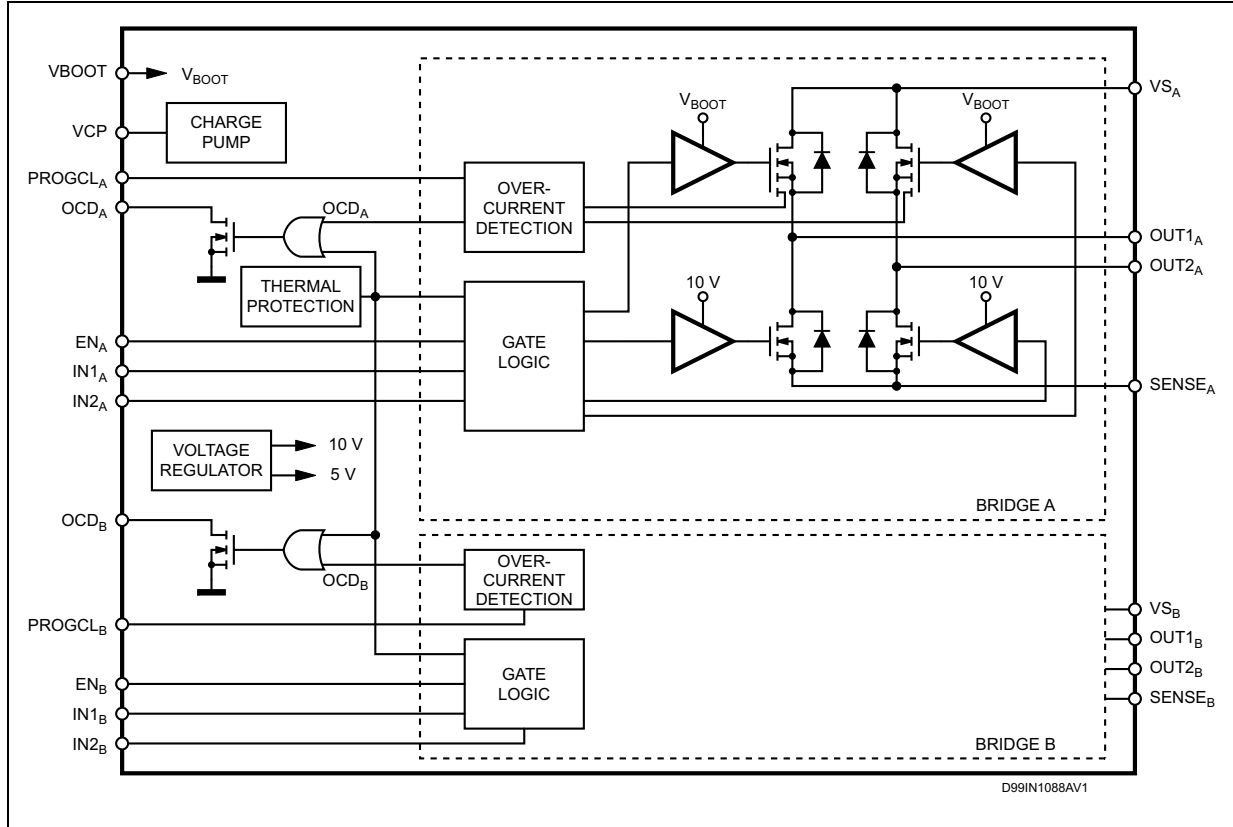 VBOOT
VBOOT
VCP
CHARGE
PUMP
PROGCLA
OCDA
OCDA
OVER-
CURRENT
DETECTION
THERMAL
PROTECTION
ENA
IN1A
IN2A
GATE
LOGIC
VBOOT
VBOOT
10 V
10 V
VSA
OUT1A
OUT2A
SENSEA
VOLTAGE
REGULATOR
10 V
5 V
BRIDGE A
OCDB
OCDB
OVER-
CURRENT
DETECTION
PROGCLB
ENB
IN1B
IN2B
GATE
LOGIC
VSB
OUT1B
OUT2B
SENSEB
BRIDGE B
D99IN1088AV1